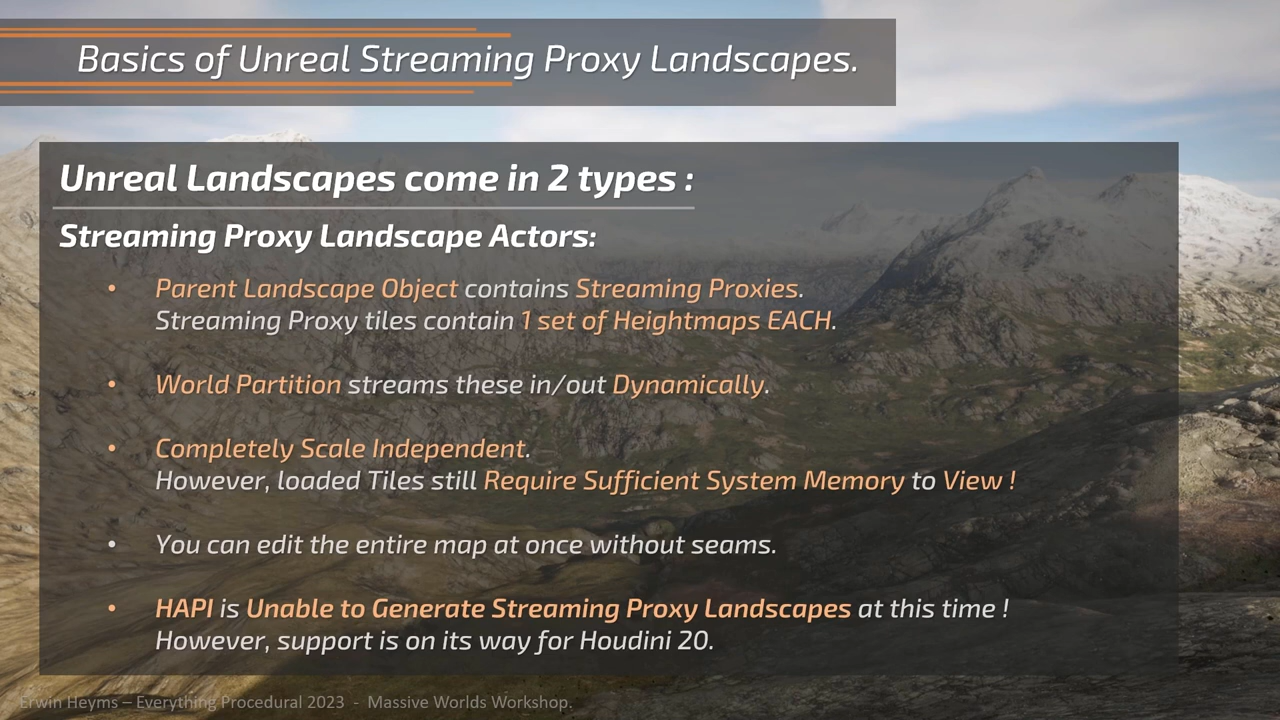 Basics of Unreal Streaming Proxy Landscapes.
Unreal Landscapes come in 2 types :
Streaming Proxy Landscape Actors:
• Parent Landscape Object contains Streaming Proxies.
Streaming Proxy tiles contain 1 set of Heightmaps EACH.
• World Partition streams these in/out Dynamically.
• Completely Scale Independent.
However, loaded Tiles still Require Sufficient System Memory to View !
• You can edit the entire map at once without seams.
• HAPI is Unable to Generate Streaming Proxy Landscapes at this time !
However, support is on its way for Houdini 20.
Erwin Heyms – Everything Procedural 2023 - Massive Worlds Workshop.